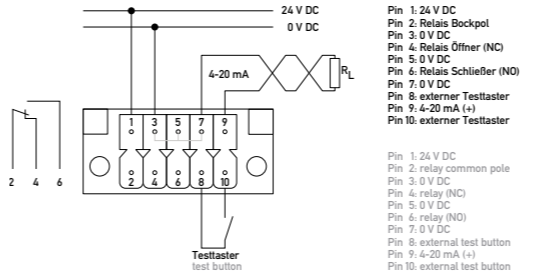 24 V DC
0 V DC
4-20 mA
RL
1 3 5 7 9
2 4 6 8 10
2 4 6
Testtaster
test button
Pin 1: 24 V DC
Pin 2: Relais Bockpol
Pin 3: 0 V DC
Pin 4: Relais Öffner (NC)
Pin 5: 0 V DC
Pin 6: Relais Schließer (NO)
Pin 7: 0 V DC
Pin 8: externer Testtaster
Pin 9: 4-20 mA (+)
Pin 10: externer Testtaster
Pin 1: 24 V DC
Pin 2: relay common pole
Pin 3: 0 V DC
Pin 4: relay (NC)
Pin 5: 0 V DC
Pin 6: relay (NO)
Pin 7: 0 V DC
Pin 8: external test button
Pin 9: 4-20 mA (+)
Pin 10: external test button